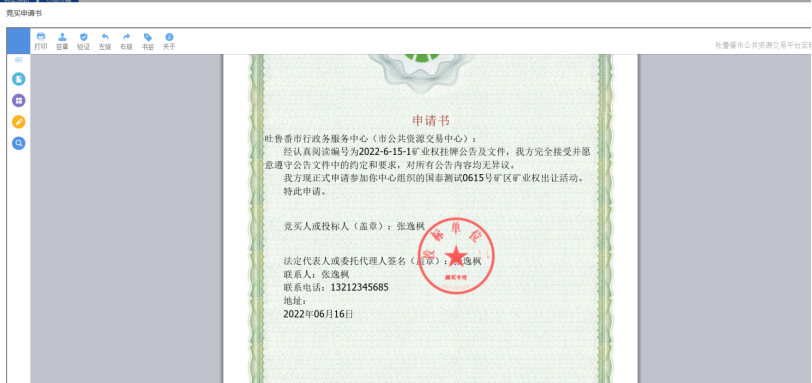 竞买申请书
打印 签章 验证 左旋 右旋 书签 关于
吐鲁番市公共资源交易平台定制
申请书
吐鲁番市行政务服务中心（市公共资源交易中心）：
经认真阅读编号为2022-6-15-1矿业权挂牌公告及文件，我方完全接受并愿
意遵守公告文件中的约定和要求，对所有公告内容均无异议。
我方现正式申请参加你中心组织的国泰测试0615号矿区矿业权出让活动。
特此申请。
竞买人或投标人（盖章）：张逸枫
投标单位
测试专用
法定代表人或委托代理人签名（盖章）：张逸枫
联系人：张逸枫
联系电话：13212345685
地址：
2022年06月16日